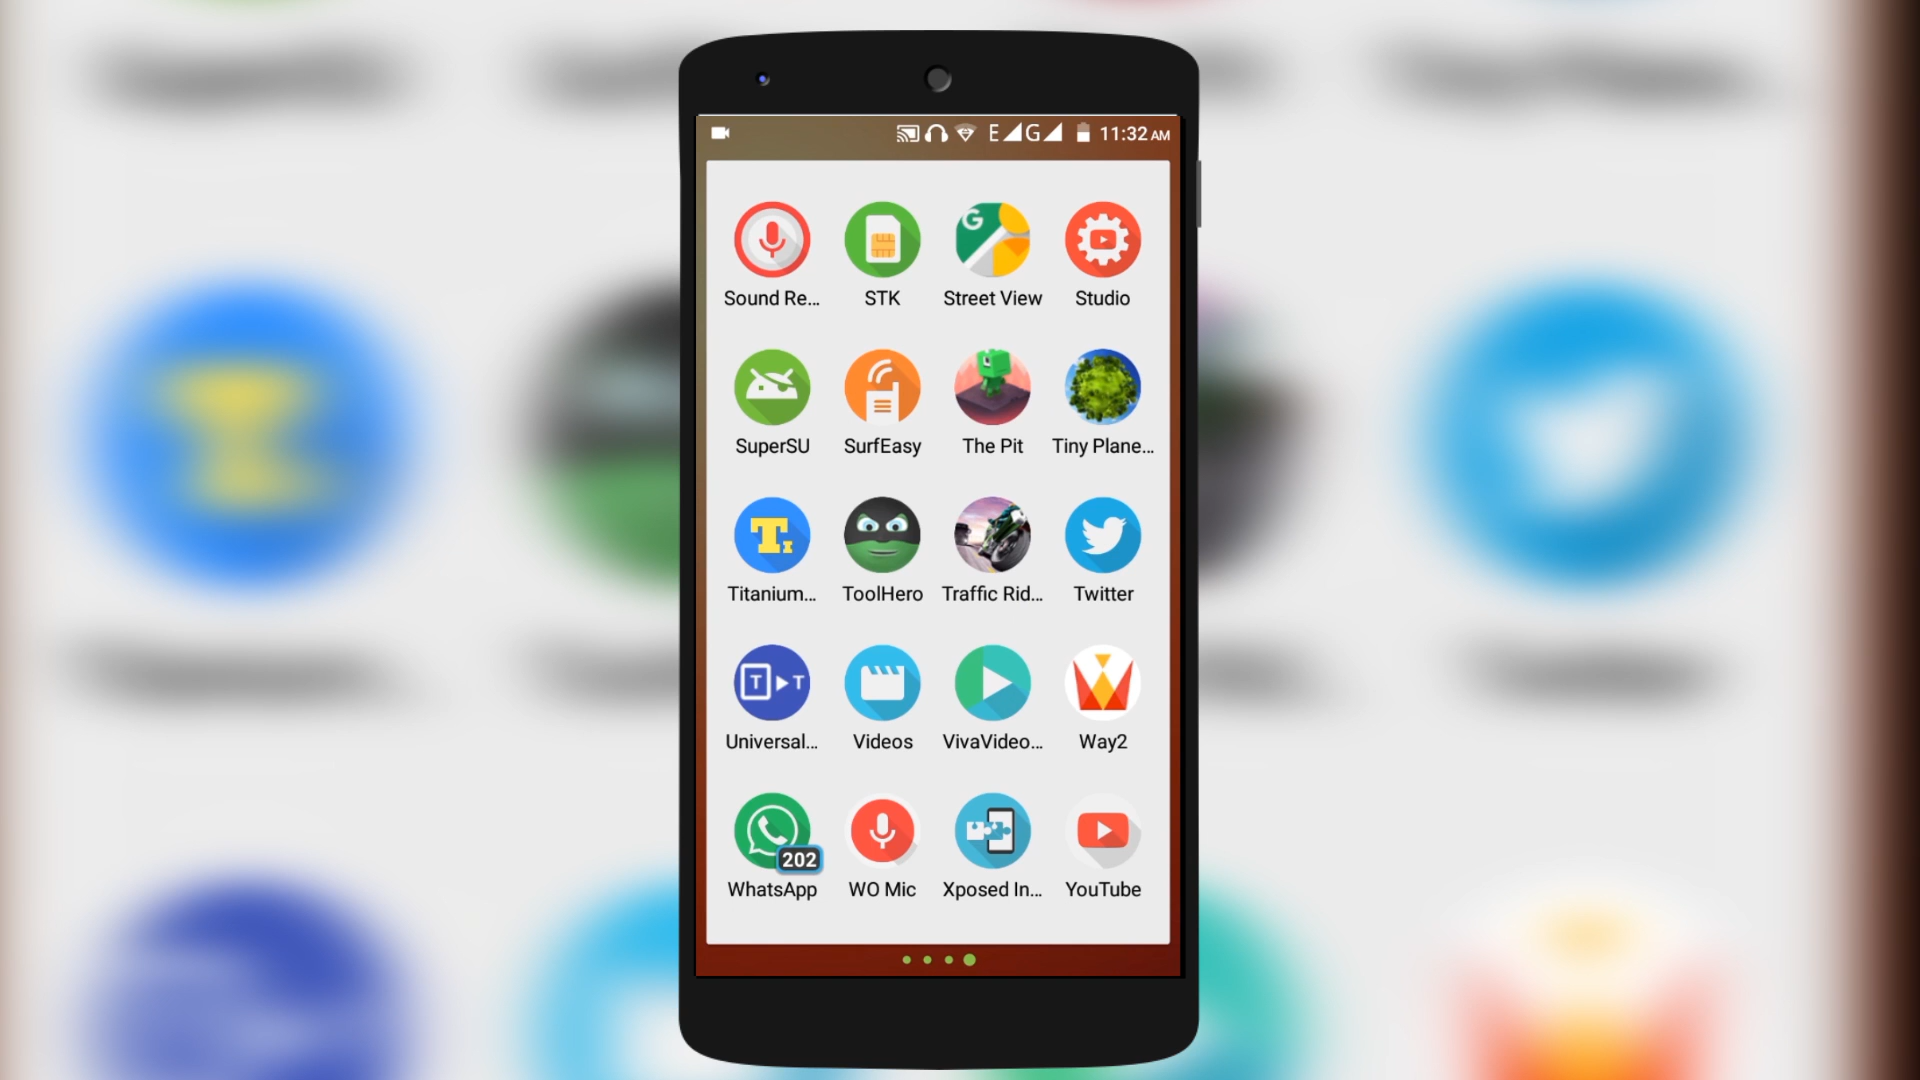 E G 11:32 AM
G
Sound Re... STK Street View Studio
SuperSU SurfEasy The Pit Tiny Plane...
T
Titanium... ToolHero Traffic Rid... Twitter
T T
Universal... Videos VivaVideo... Way2
202
WhatsApp WO Mic Xposed In... YouTube